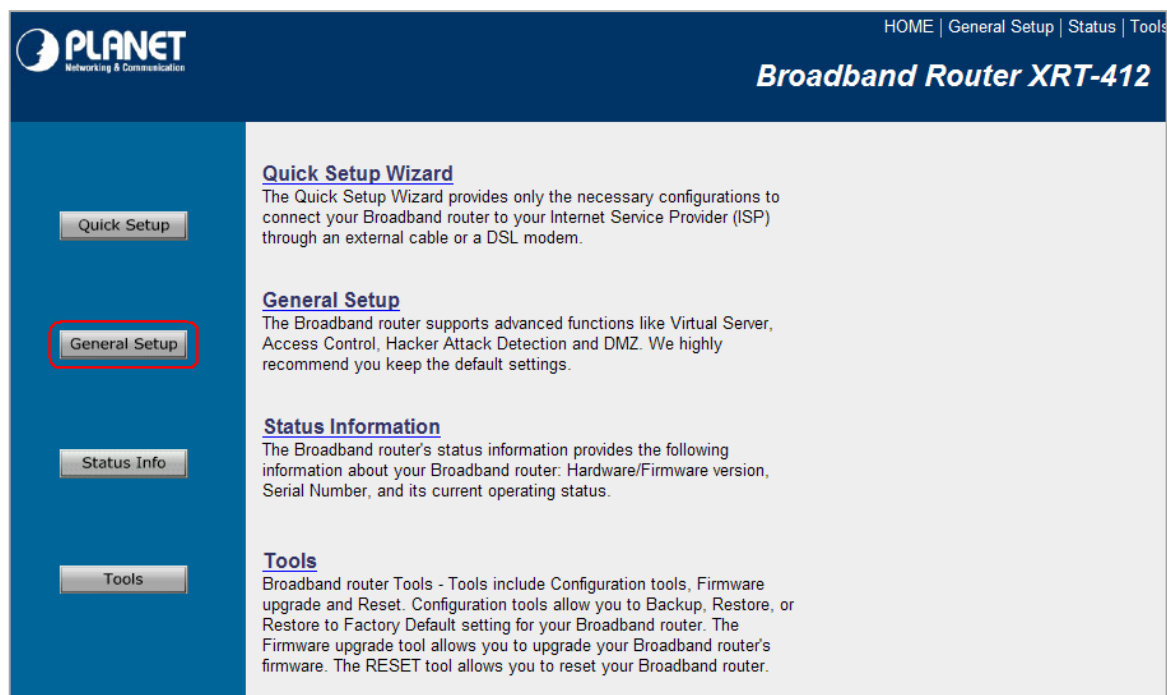 PLANET
Networking & Communication
HOME | General Setup | Status | Tools
Broadband Router XRT-412
Quick Setup
Quick Setup Wizard
The Quick Setup Wizard provides only the necessary configurations to
connect your Broadband router to your Internet Service Provider (ISP)
through an external cable or a DSL modem.
General Setup
General Setup
The Broadband router supports advanced functions like Virtual Server,
Access Control, Hacker Attack Detection and DMZ. We highly
recommend you keep the default settings.
Status Info
Status Information
The Broadband router's status information provides the following
information about your Broadband router: Hardware/Firmware version,
Serial Number, and its current operating status.
Tools
Tools
Broadband router Tools - Tools include Configuration tools, Firmware
upgrade and Reset. Configuration tools allow you to Backup, Restore, or
Restore to Factory Default setting for your Broadband router. The
Firmware upgrade tool allows you to upgrade your Broadband router's
firmware. The RESET tool allows you to reset your Broadband router.